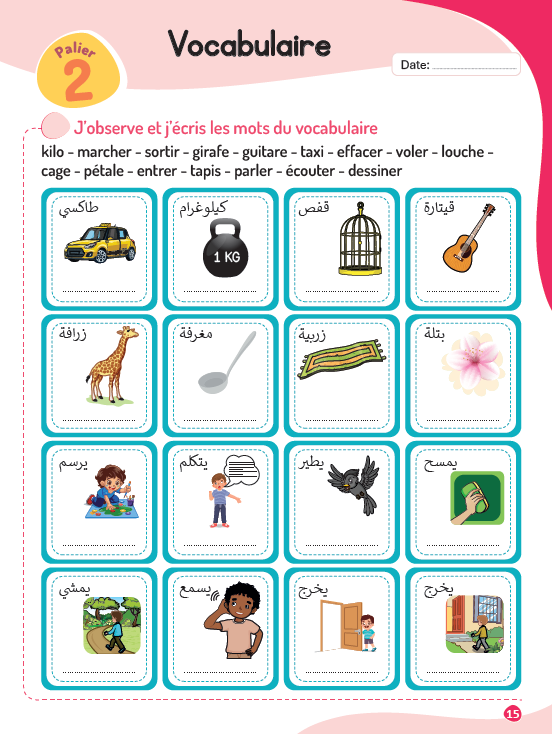 Palier
2
Vocabulaire
Date:
J'observe et j'écris les mots du vocabulaire
kilo - marcher - sortir - girafe - guitare - taxi - effacer - voler - louche -
cage - pétale - entrer - tapis - parler - écouter - dessiner
طاكسي
كيلوغرام
1 KG
قفص
قيتارة
زرافة
مغرفة
زربية
بتلة
يرسم
يتكلم
يطير
يمسح
يمشي
يسمع
يخرج
يخرج
15